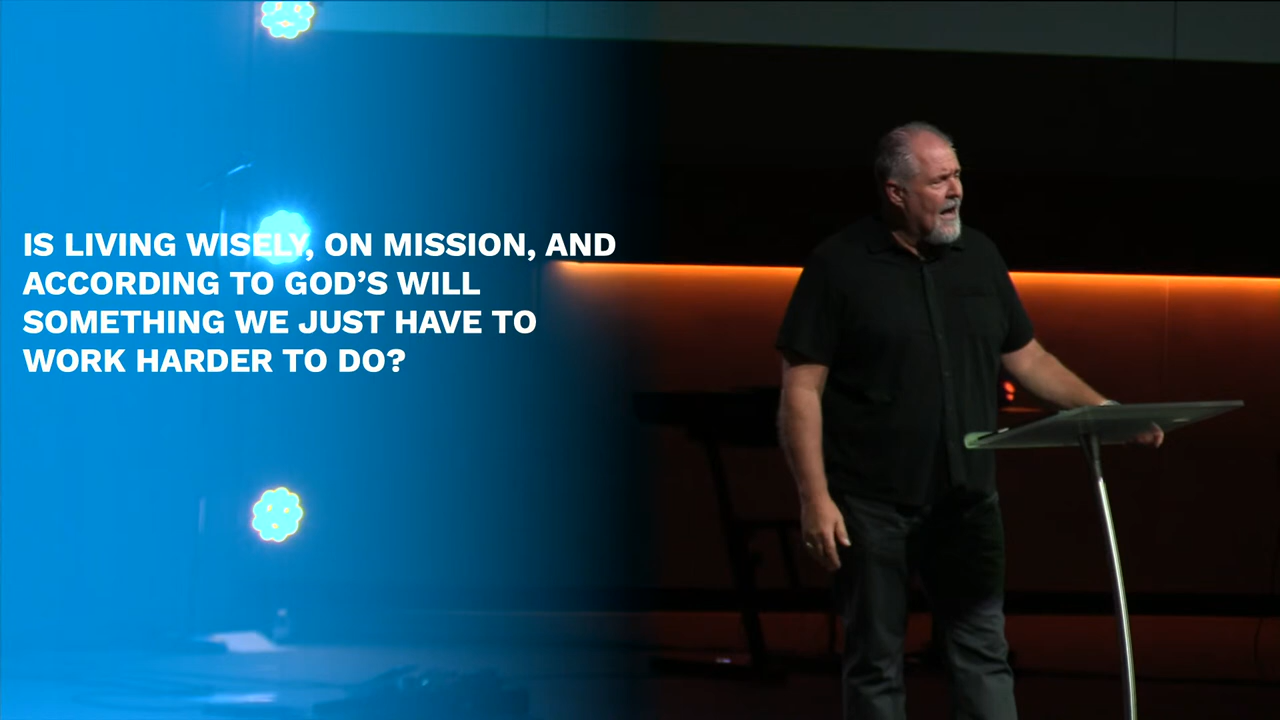 IS LIVING WISELY, ON MISSION, AND
ACCORDING TO GOD’S WILL
SOMETHING WE JUST HAVE TO
WORK HARDER TO DO?